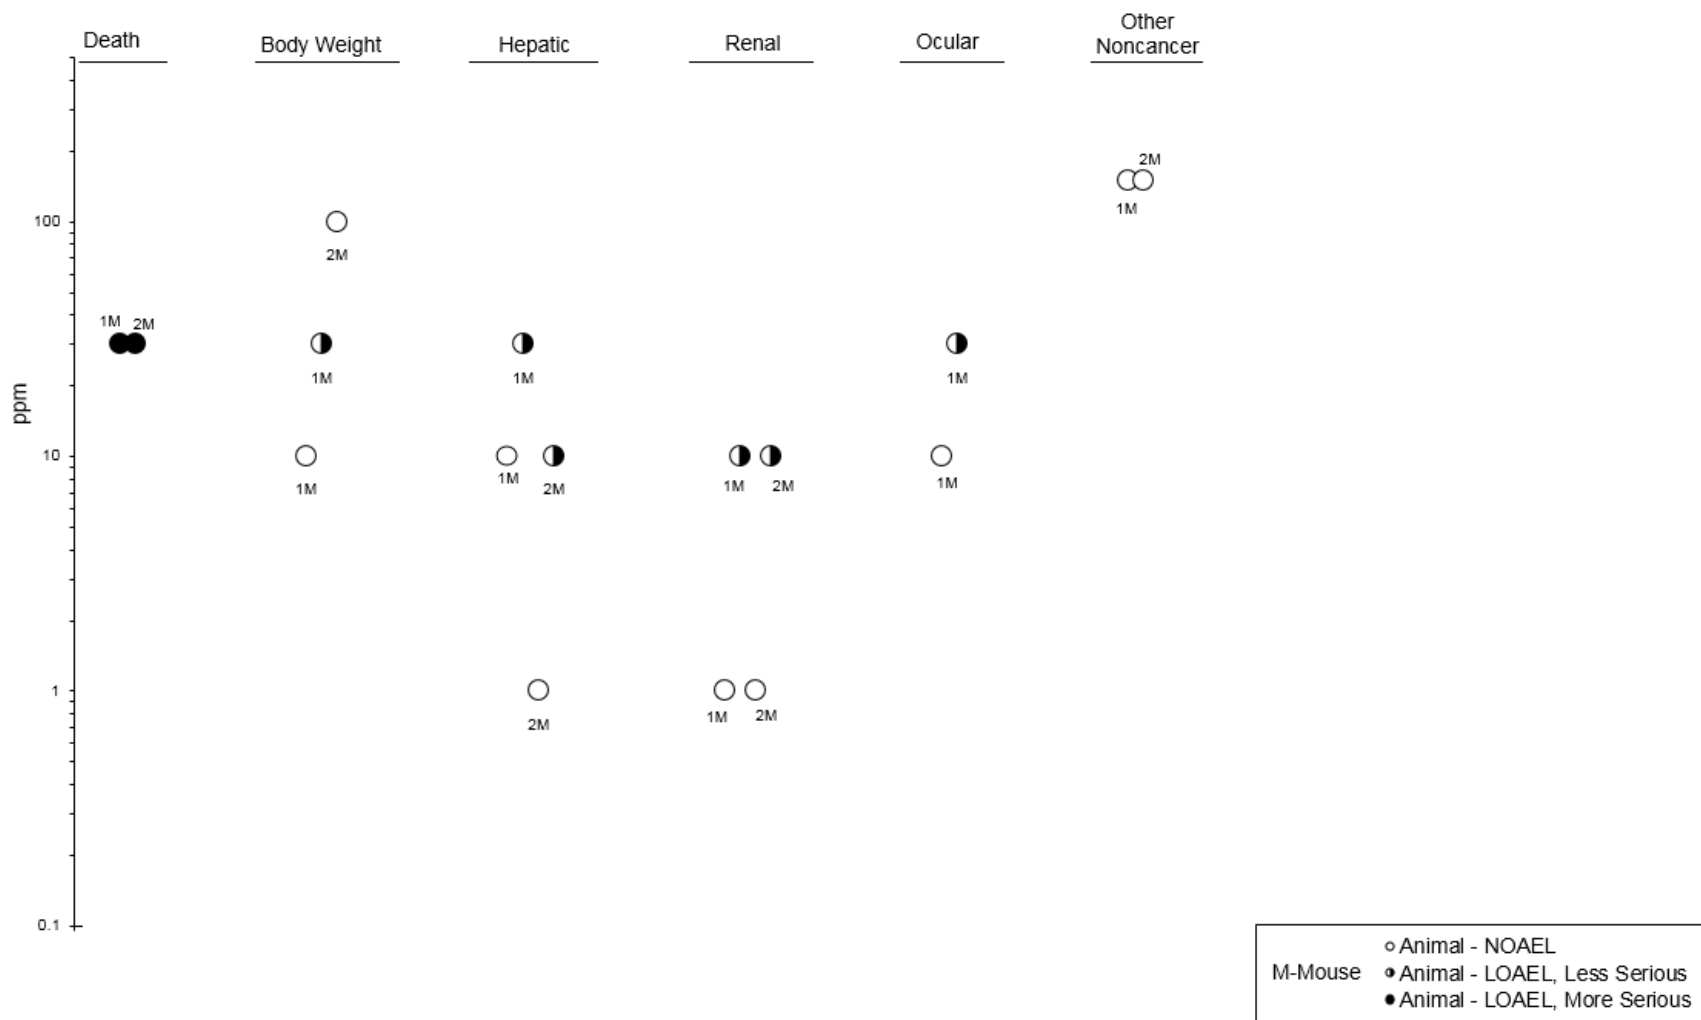 Death
Body Weight
Hepatic
Renal
Ocular
Other
Noncancer
ppm
100
10
1
0.1
1M 2M
2M
1M
1M
1M
1M
2M
2M
1M 2M
1M 2M
1M
1M
2M
1M
M-Mouse
Animal - NOAEL
Animal - LOAEL, Less Serious
Animal - LOAEL, More Serious